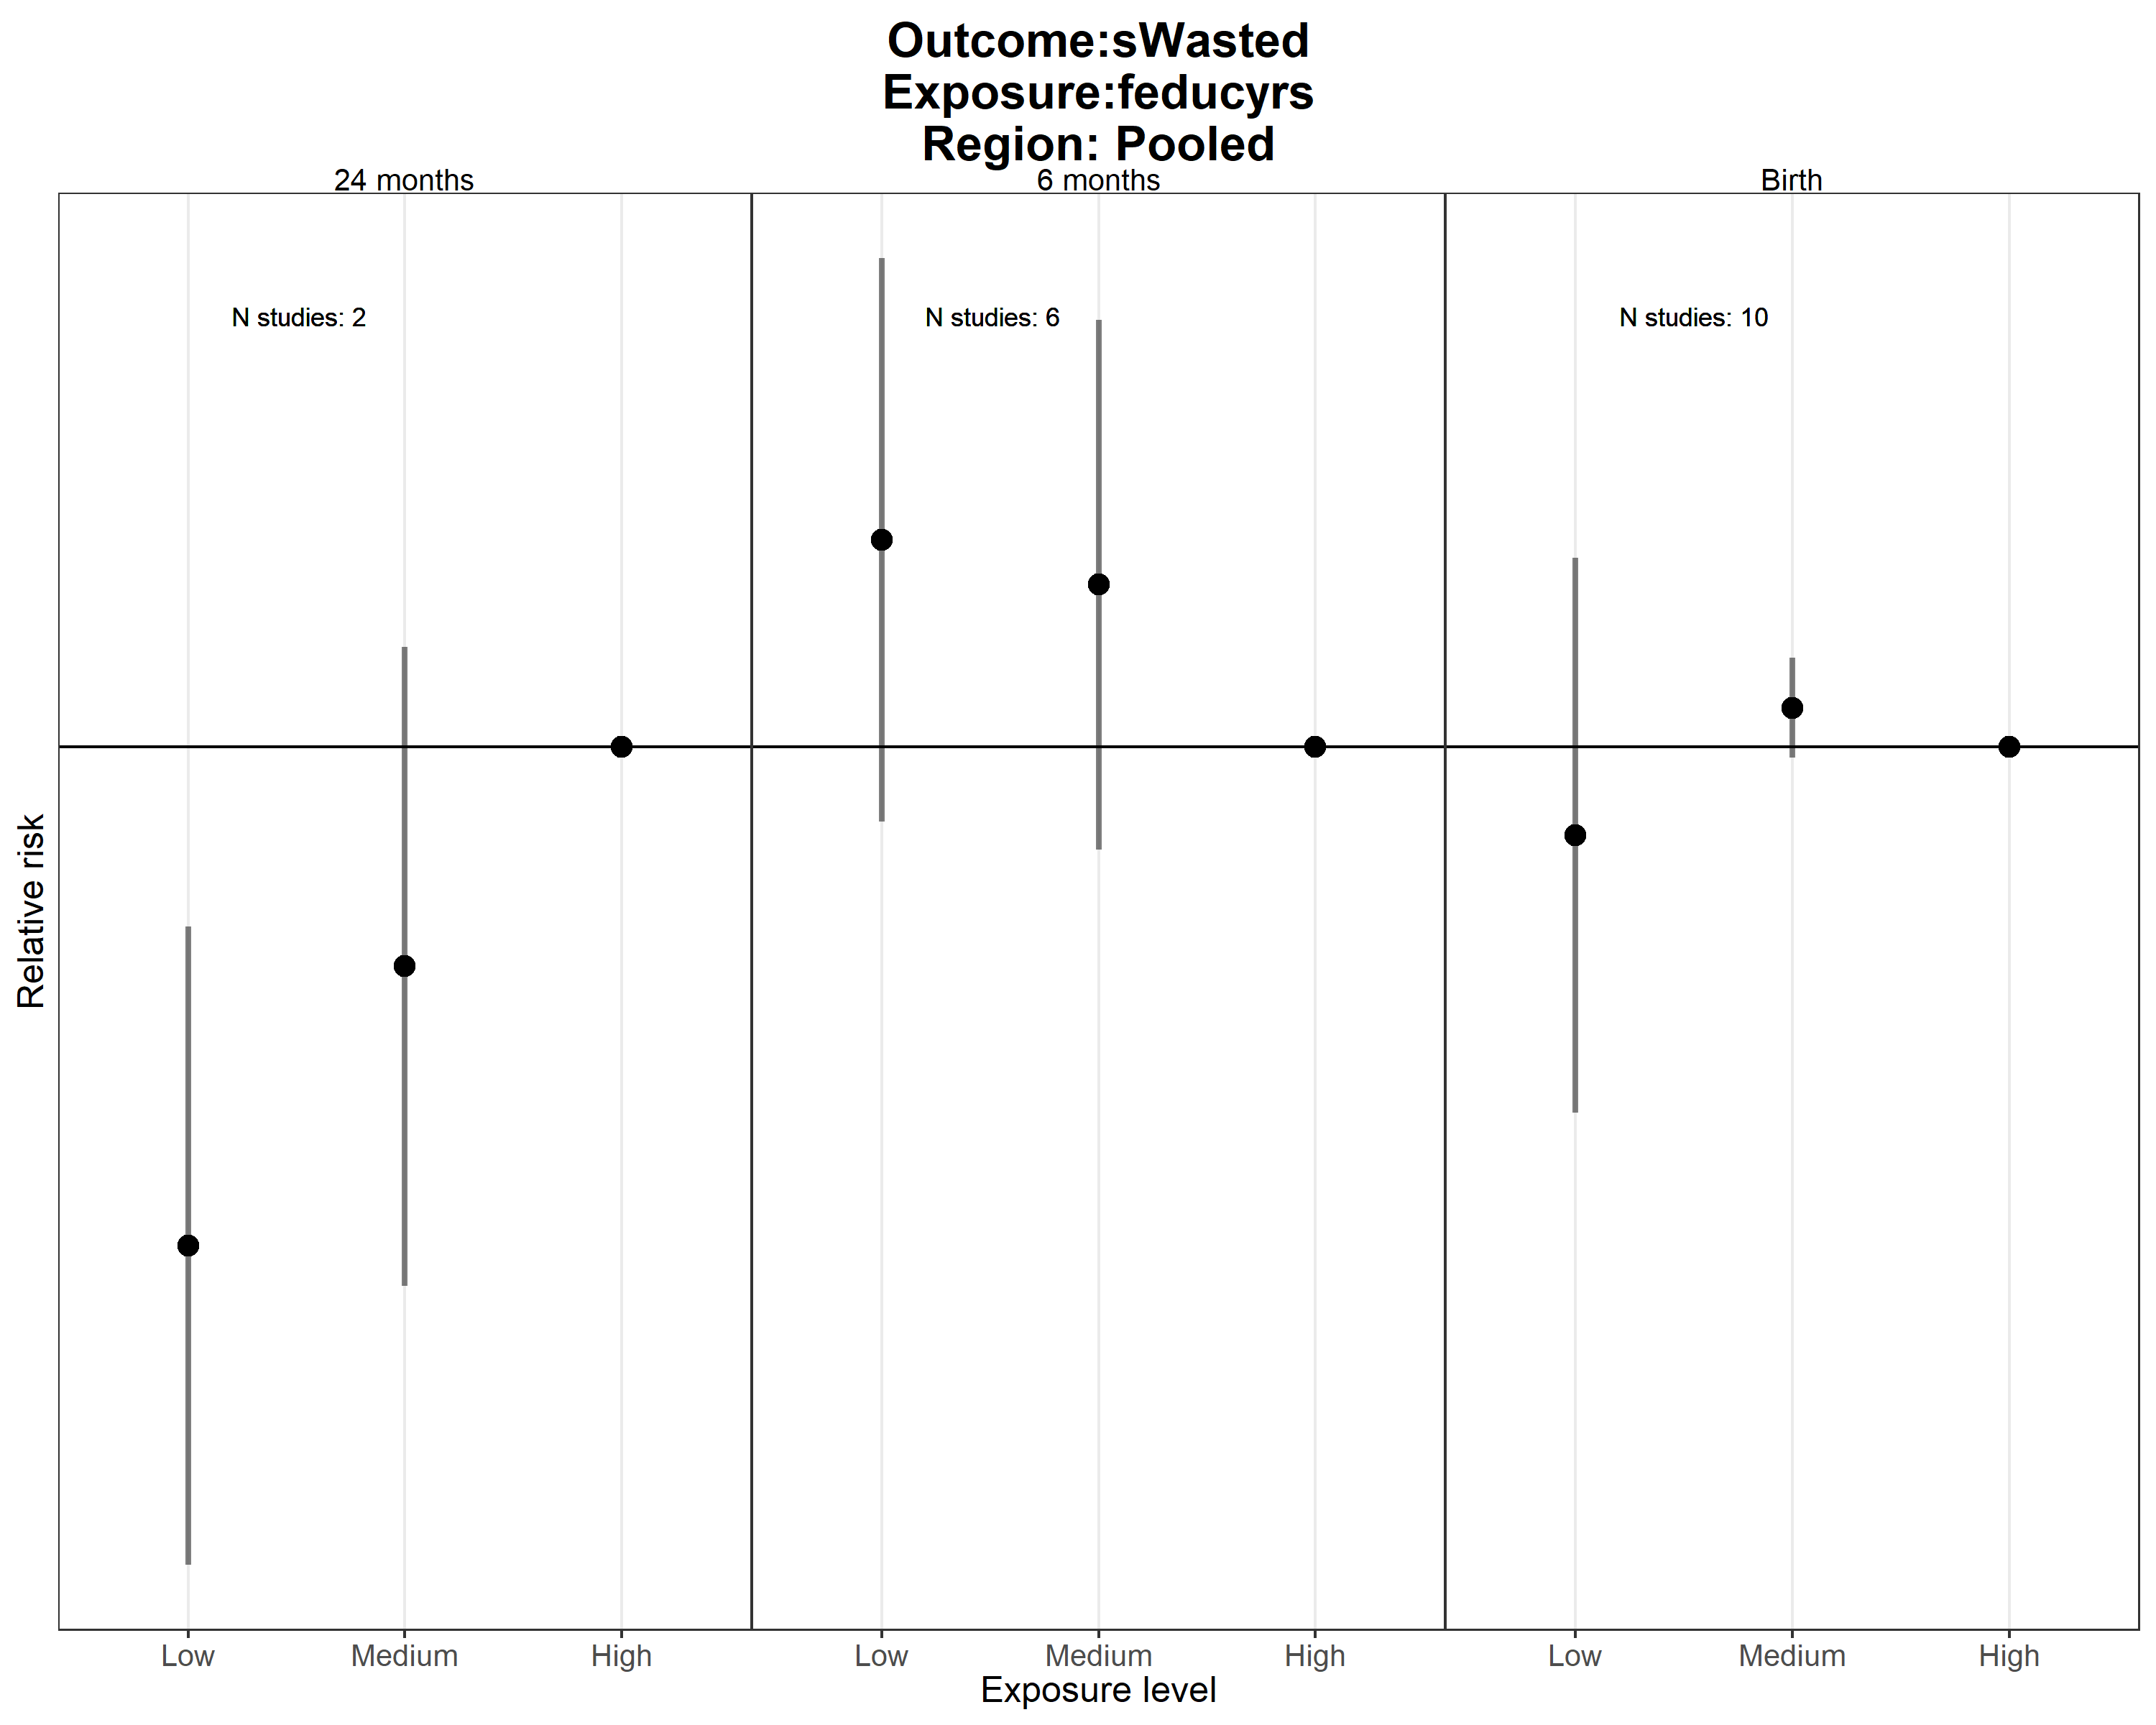 Outcome:sWasted
Exposure:feducyrs
Region: Pooled
24 months
6 months
Birth
N studies: 2
N studies: 6
N studies: 10
Relative risk
Low
Medium
High
Low
Medium
High
Low
Medium
High
Exposure level